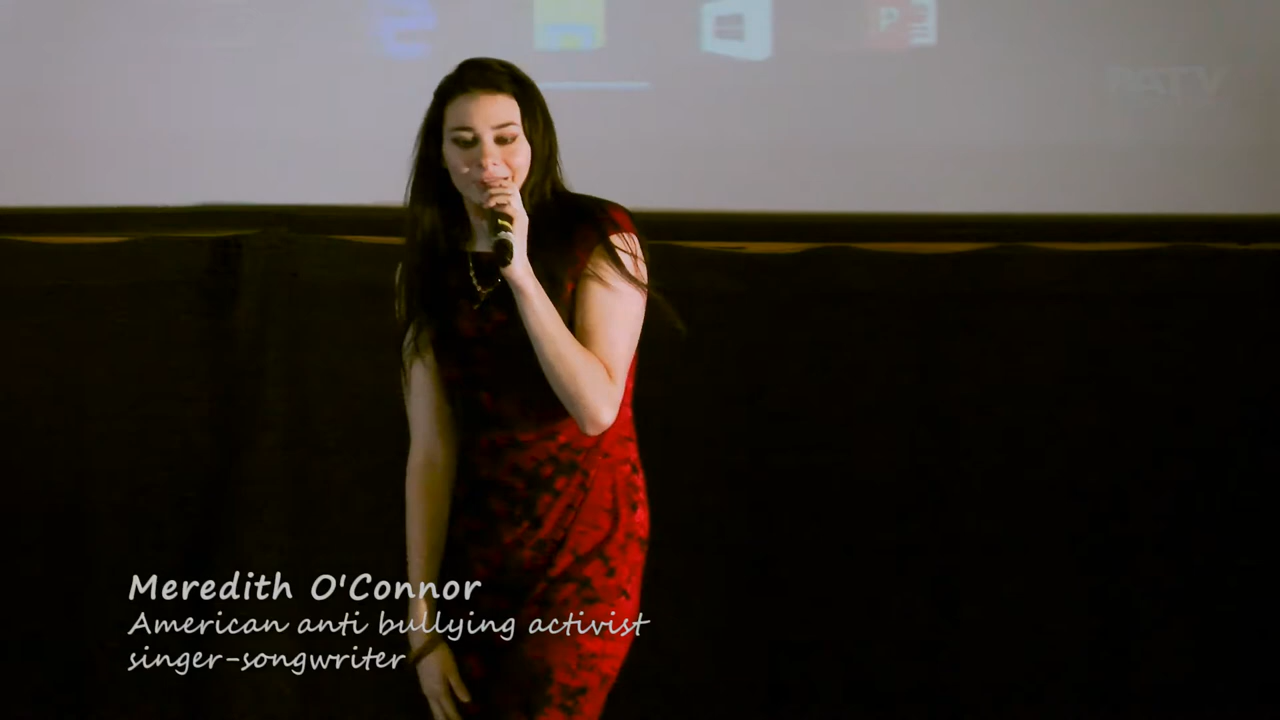 Meredith O'Connor
American anti bullying activist
singer-songwriter